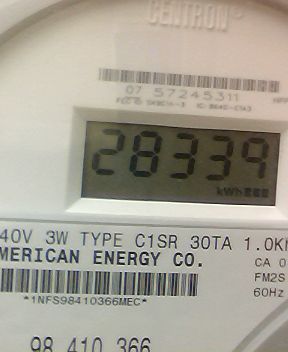 CENTRON®
07 57245311
28339
kWh
40V 3W TYPE C1SR 30TA 1.0K
MERICAN ENERGY CO.
CA 0
FM2S
60Hz
*1NFS98410366MEC*
98 410 366